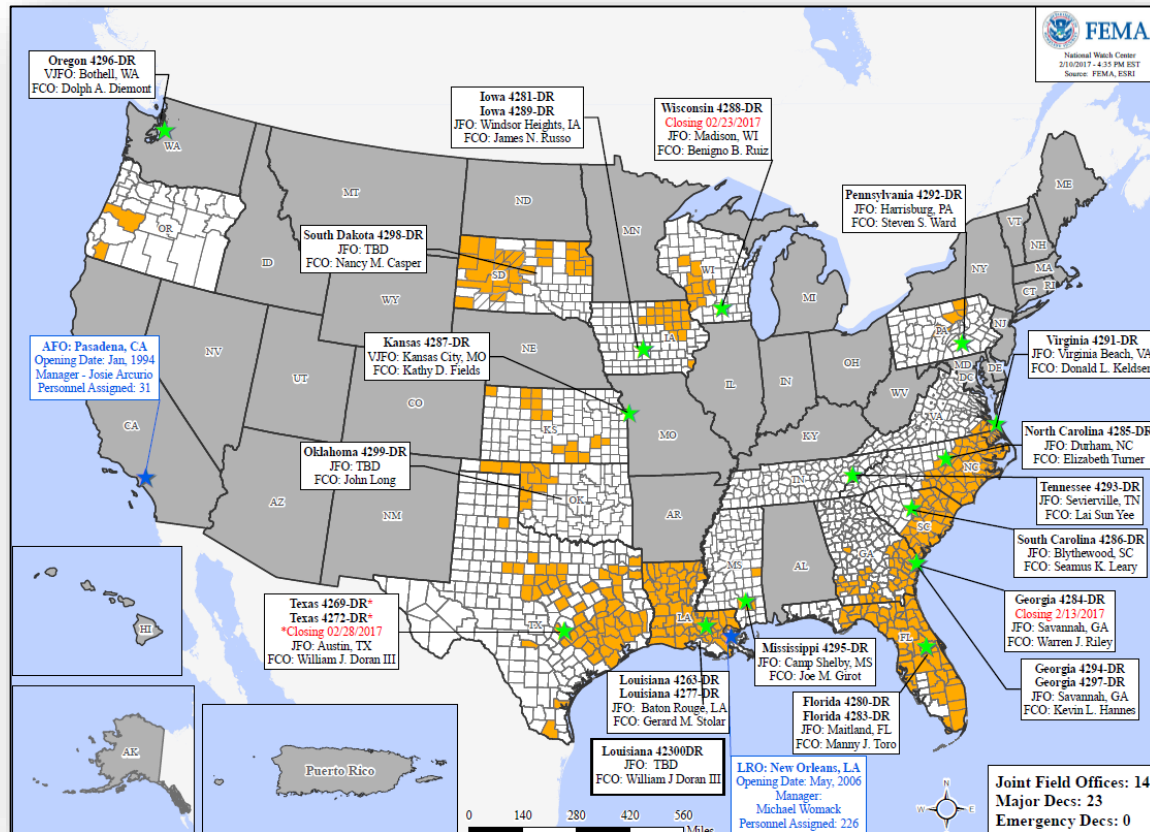 FEMA
National Watch Center
2/10/2017 - 4:35 PM EST
Source: FEMA, ESRI
Oregon 4296-DR
VJFO: Bothell, WA
FCO: Dolph A. Diemont
Iowa 4281-DR
Iowa 4289-DR
JFO: Windsor Heights, IA
FCO: James N. Russo
Wisconsin 4288-DR
Closing 02/23/2017
JFO: Madison, WI
FCO: Benigno B. Ruiz
Pennsylvania 4292-DR
JFO: Harrisburg, PA
FCO: Steven S. Ward
South Dakota 4298-DR
JFO: TBD
FCO: Nancy M. Casper
AFO: Pasadena, CA
Opening Date: Jan, 1994
Manager - Josie Arcurio
Personnel Assigned: 31
Kansas 4287-DR
VJFO: Kansas City, MO
FCO: Kathy D. Fields
Virginia 4291-DR
JFO: Virginia Beach, VA
FCO: Donald L. Keldsen
North Carolina 4285-DR
JFO: Durham, NC
FCO: Elizabeth Turner
Oklahoma 4299-DR
JFO: TBD
FCO: John Long
Tennessee 4293-DR
JFO: Sevierville, TN
FCO: Lai Sun Yee
South Carolina 4286-DR
JFO: Blythewood, SC
FCO: Seamus K. Leary
Texas 4269-DR*
Texas 4272-DR*
*Closing 02/28/2017
JFO: Austin, TX
FCO: William J. Doran III
Georgia 4284-DR
Closing 2/13/2017
JFO: Savannah, GA
FCO: Warren J. Riley
Mississippi 4295-DR
JFO: Camp Shelby, MS
FCO: Joe M. Girot
Georgia 4294-DR
Georgia 4297-DR
JFO: Savannah, GA
FCO: Kevin L. Hannes
Louisiana 4263-DR
Louisiana 4277-DR
JFO: Baton Rouge, LA
FCO: Gerard M. Stolar
Florida 4280-DR
Florida 4283-DR
JFO: Maitland, FL
FCO: Manny J. Toro
Louisiana 42300DR
JFO: TBD
FCO: William J Doran III
LRO: New Orleans, LA
Opening Date: May, 2006
Manager:
Michael Womack
Personnel Assigned: 226
Joint Field Offices: 14
Major Decs: 23
Emergency Decs: 0
WA
MT
ND
MN
ME
VT
NH
OR
ID
SD
WI
NY
MA
CT
RI
WY
MI
IA
PA
NJ
NV
NE
OH
MD
DE
DC
UT
CO
IL
IN
WV
VA
CA
KS
MO
KY
NC
TN
AZ
NM
OK
AR
SC
MS
AL
GA
TX
LA
FL
HI
AK
Puerto Rico
N
W
E
S
0
140
280
420
560
Miles